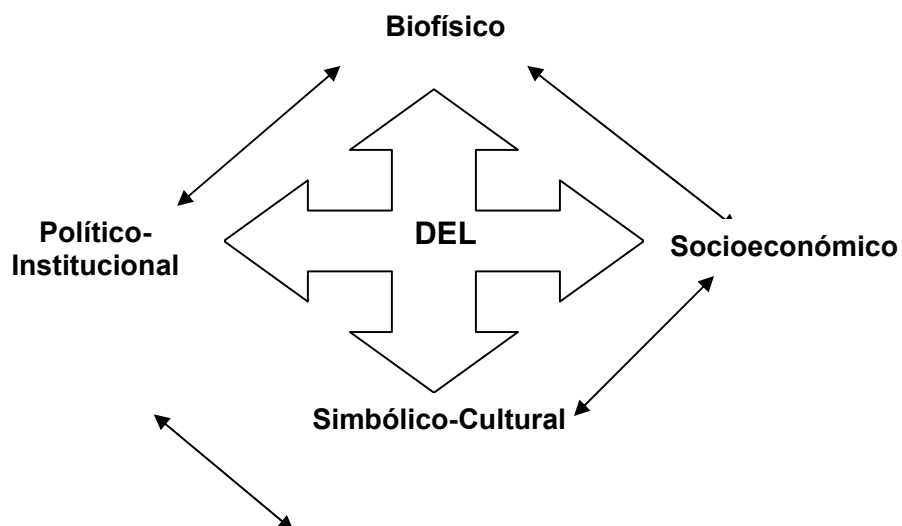 Biofísico
Político-
Institucional
DEL
Socioeconómico
Simbólico-Cultural